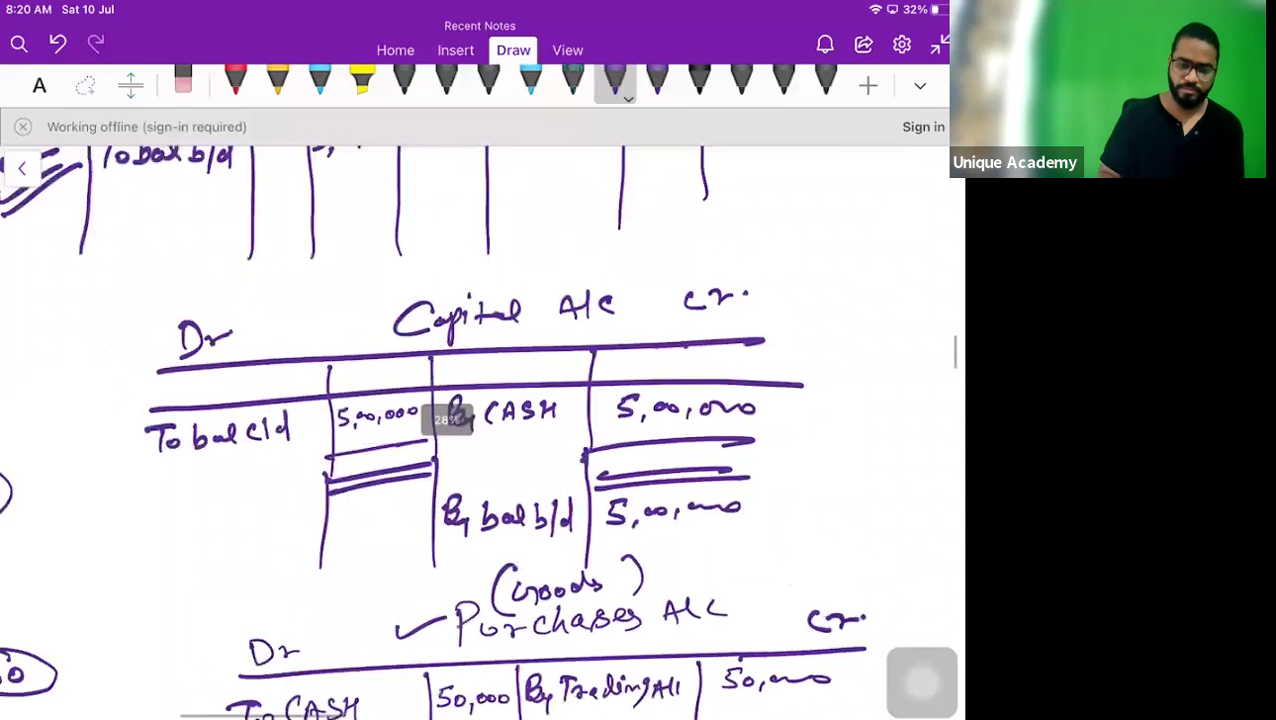 8:20 AM Sat 10 Jul
32%
Recent Notes
Home Insert Draw View
A
Working offline (sign-in required)
Sign in
Unique Academy
To bal b/d
Dr Capital A/C Cr.
To bal c/d 5,00,000 By CASH 5,00,000
28%
By bal b/d 5,00,000
(Goods)
Purchases A/C
Dr Cr.
To CASH 50,000 By Trading A/c 50,000